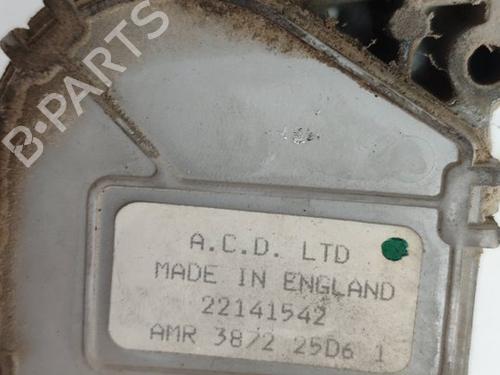 B-PARTS
A.C.D. LTD
MADE IN ENGLAND
22141542
AMR 3872 25D6 1